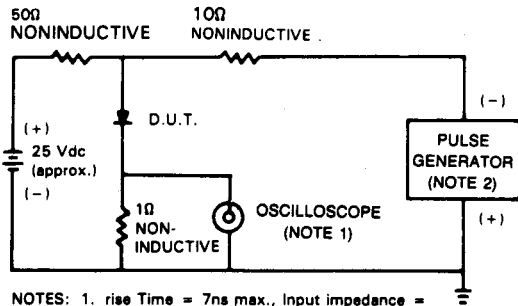 50Ω
NONINDUCTIVE
10Ω
NONINDUCTIVE
(+)
25 Vdc
(approx.)
(-)
D.U.T.
1Ω
NON-
INDUCTIVE
OSCILLOSCOPE
(NOTE 1)
(-)
PULSE
GENERATOR
(NOTE 2)
(+)
NOTES: 1. rise Time = 7ns max., Input impedance =